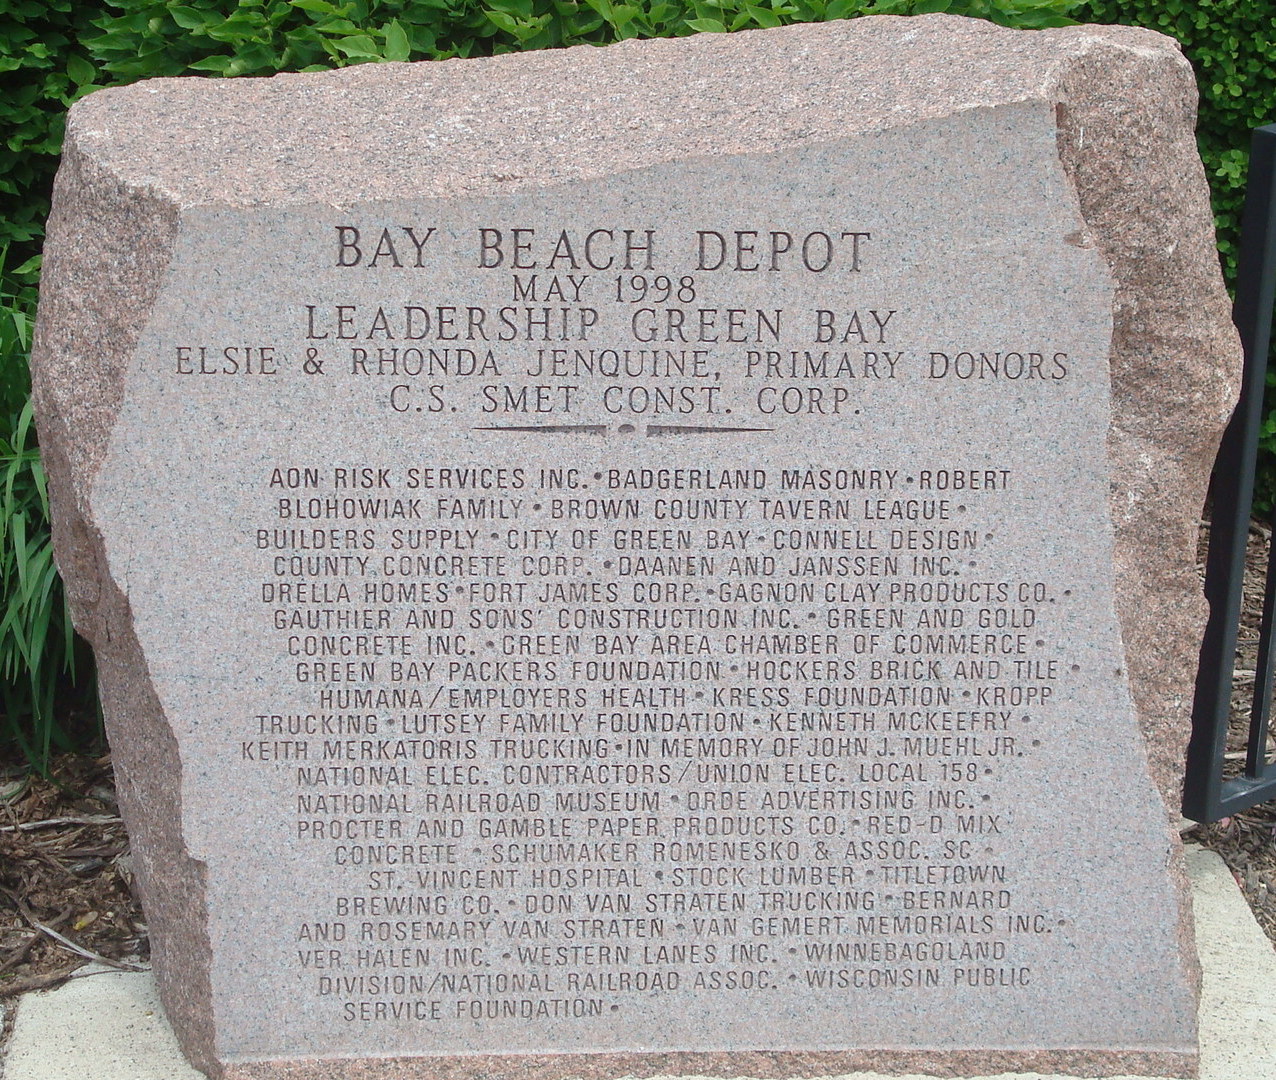 BAY BEACH DEPOT
MAY 1998
LEADERSHIP GREEN BAY
ELSIE & RHONDA JENQUINE, PRIMARY DONORS
C.S. SMET CONST. CORP.
AON RISK SERVICES INC. • BADGERLAND MASONRY • ROBERT
BLOHOWIAK FAMILY • BROWN COUNTY TAVERN LEAGUE •
BUILDERS SUPPLY • CITY OF GREEN BAY • CONNELL DESIGN •
COUNTY CONCRETE CORP. • DAANEN AND JANSSEN INC. •
DRELLA HOMES • FORT JAMES CORP. • GAGNON CLAY PRODUCTS CO. •
GAUTHIER AND SONS' CONSTRUCTION INC. • GREEN AND GOLD
CONCRETE INC. • GREEN BAY AREA CHAMBER OF COMMERCE •
GREEN BAY PACKERS FOUNDATION • HOCKERS BRICK AND TILE •
HUMANA/EMPLOYERS HEALTH • KRESS FOUNDATION • KROPP
TRUCKING • LUTSEY FAMILY FOUNDATION • KENNETH MCKEEFRY •
KEITH MERKATORIS TRUCKING • IN MEMORY OF JOHN J. MUEHL JR. •
NATIONAL ELEC. CONTRACTORS/UNION ELEC. LOCAL 158 •
NATIONAL RAILROAD MUSEUM • ORDE ADVERTISING INC. •
PROCTER AND GAMBLE PAPER PRODUCTS CO. • RED-D MIX
CONCRETE • SCHUMAKER ROMENESKO & ASSOC. SC •
ST. VINCENT HOSPITAL • STOCK LUMBER • TITLETOWN
BREWING CO. • DON VAN STRATEN TRUCKING • BERNARD
AND ROSEMARY VAN STRATEN • VAN GEMERT MEMORIALS INC. •
VER HALEN INC. • WESTERN LANES INC. • WINNEBAGOLAND
DIVISION/NATIONAL RAILROAD ASSOC. • WISCONSIN PUBLIC
SERVICE FOUNDATION •